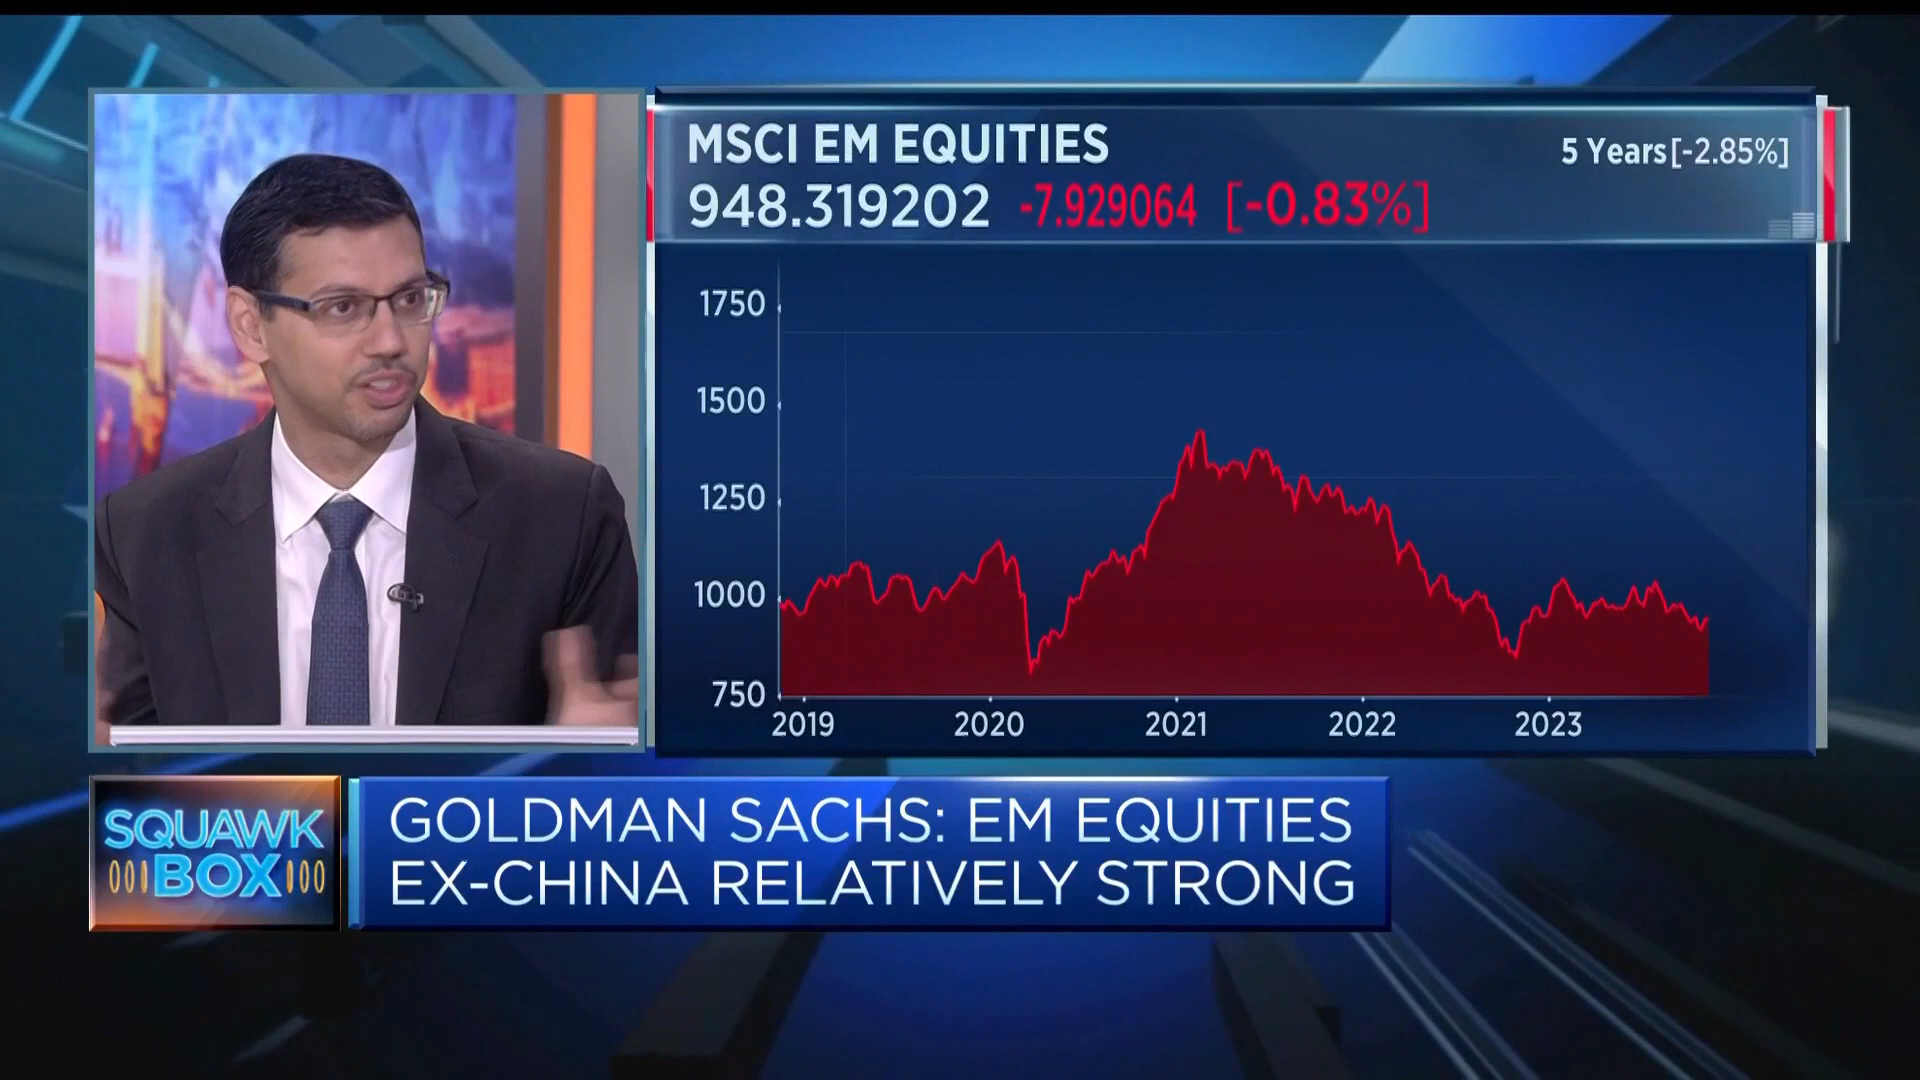 MSCI EM EQUITIES
5 Years[-2.85%]
948.319202 -7.929064 [-0.83%]
1750
1500
1250
1000
750
2019 2020 2021 2022 2023
SQUAWK
BOX
GOLDMAN SACHS: EM EQUITIES
EX-CHINA RELATIVELY STRONG